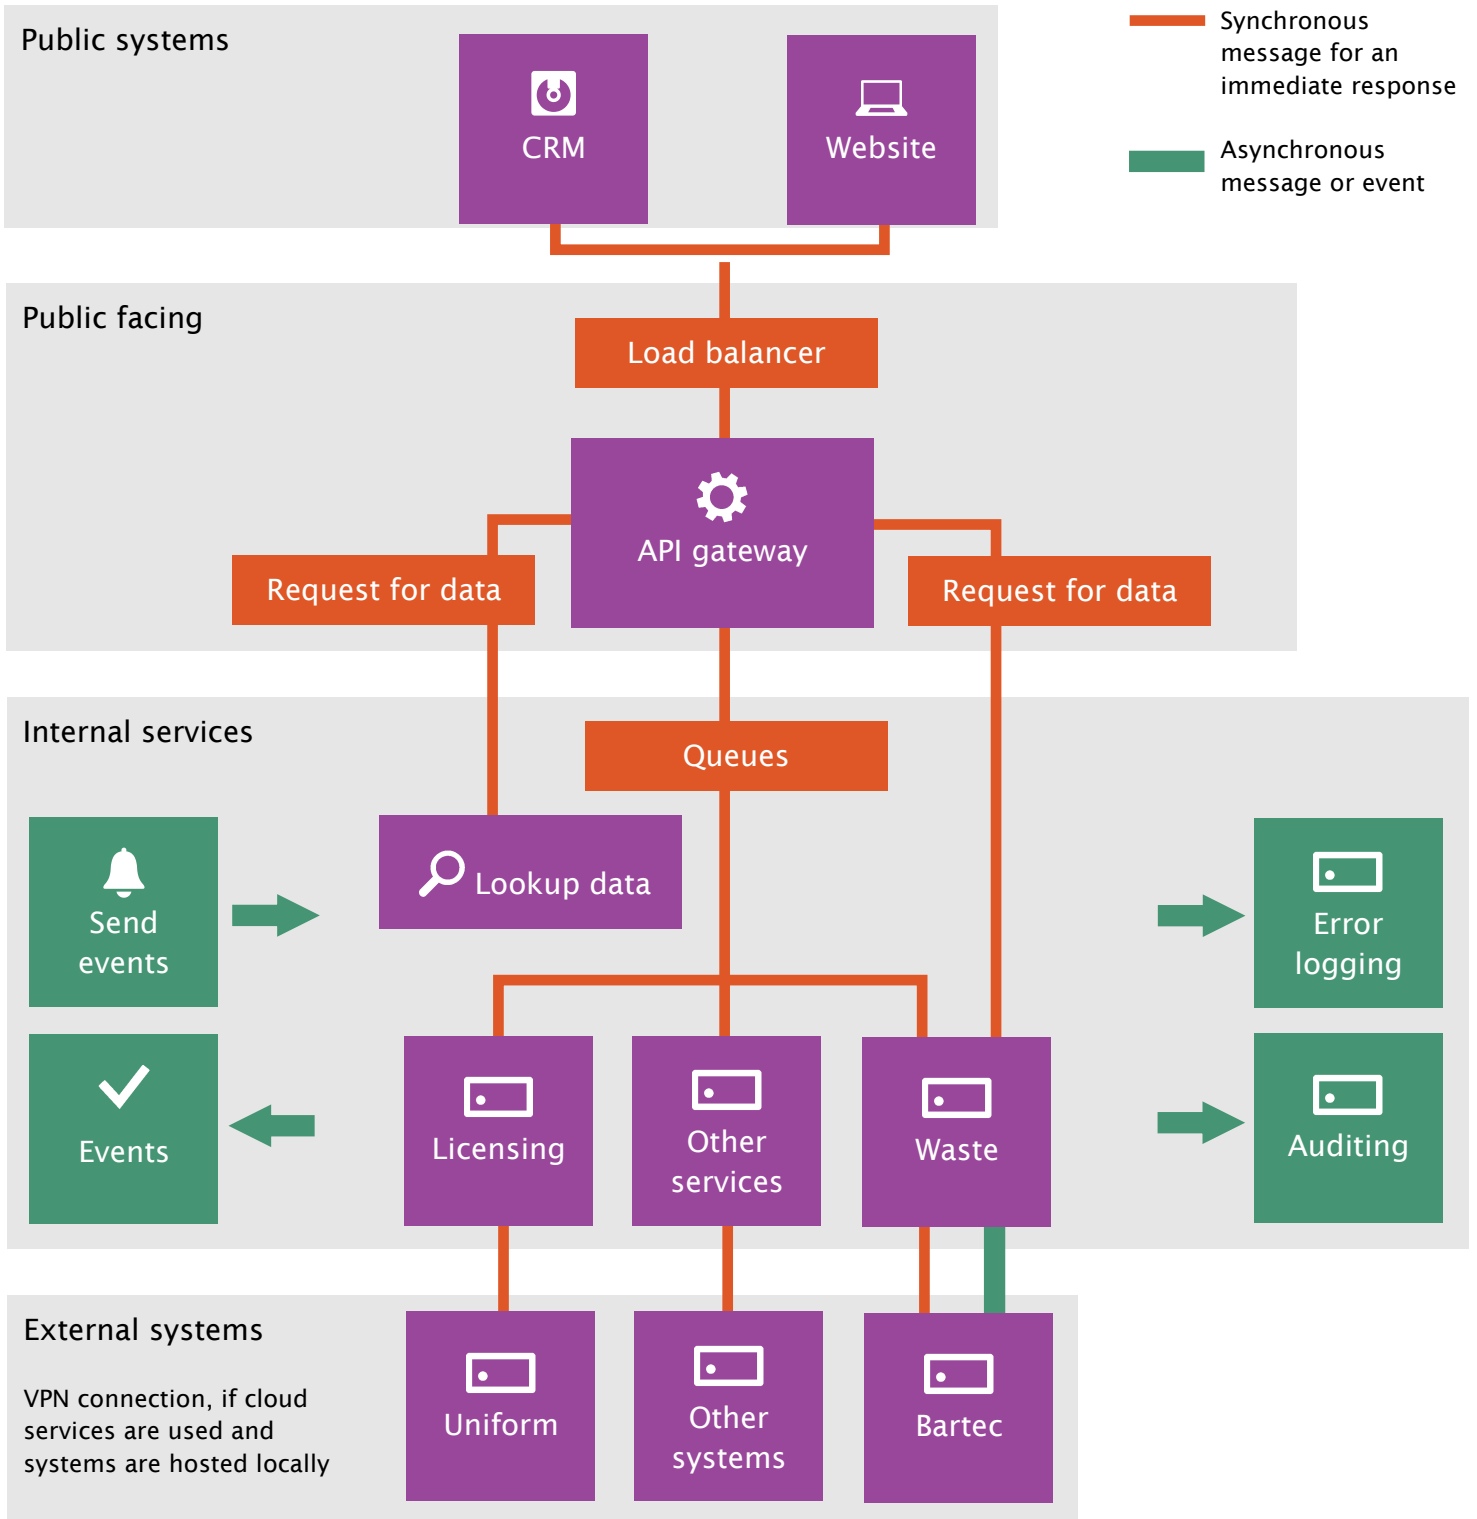 Public systems
CRM
Website
Synchronous
message for an
immediate response
Asynchronous
message or event
Public facing
Load balancer
API gateway
Request for data
Request for data
Internal services
Queues
Send
events
Lookup data
Error
logging
Events
Licensing
Other
services
Waste
Auditing
External systems
VPN connection, if cloud
services are used and
systems are hosted locally
Uniform
Other
systems
Bartec